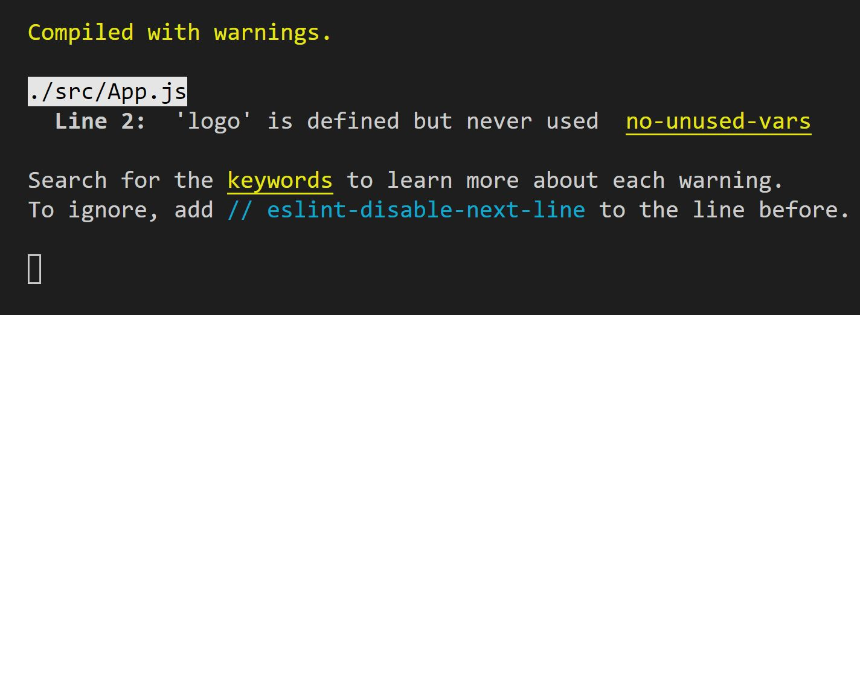 Compiled with warnings.
./src/App.js
Line 2:  'logo' is defined but never used  no-unused-vars
Search for the keywords to learn more about each warning.
To ignore, add // eslint-disable-next-line to the line before.